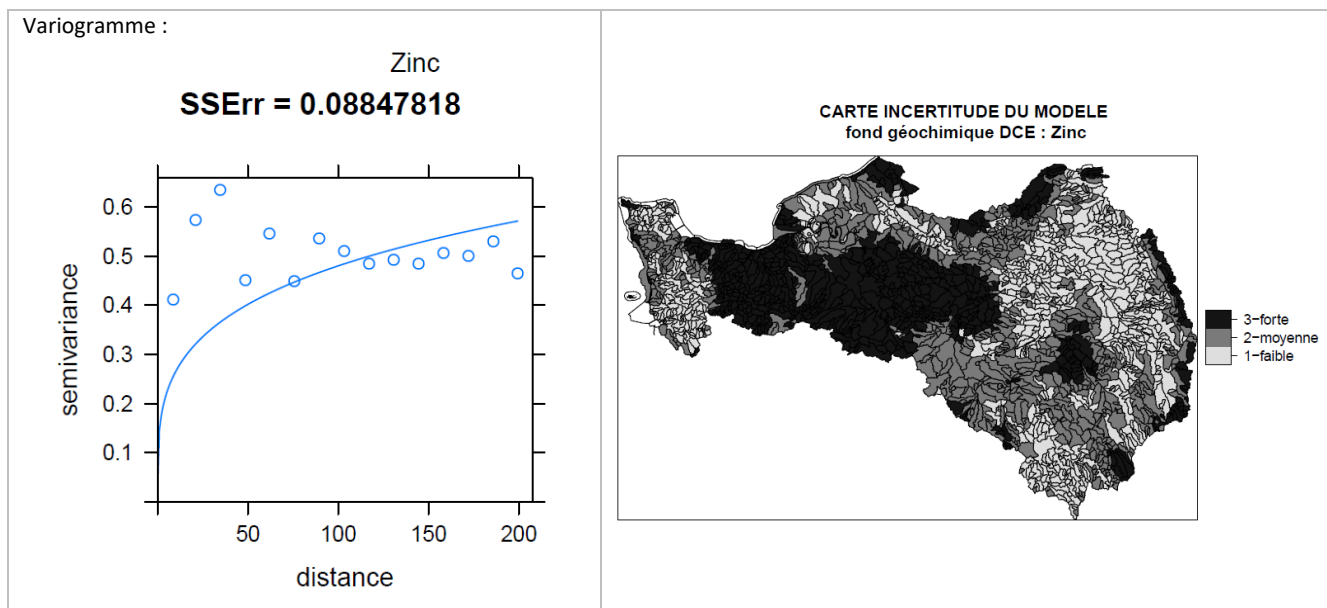 Variogramme :
Zinc
SSErr = 0.08847818
0.6
0.5
0.4
0.3
0.2
0.1
semivariance
50
100
150
200
distance
CARTE INCERTITUDE DU MODELE
fond géochimique DCE : Zinc
3-forte
2-moyenne
1-faible